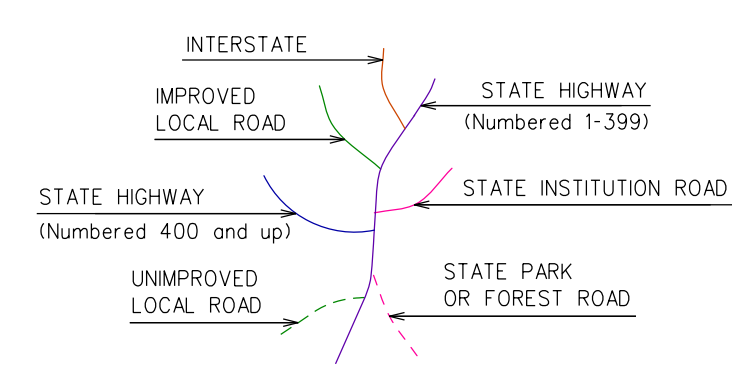 INTERSTATE
STATE HIGHWAY
(Numbered 1-399)
IMPROVED
LOCAL ROAD
STATE INSTITUTION ROAD
STATE HIGHWAY
(Numbered 400 and up)
UNIMPROVED
LOCAL ROAD
STATE PARK
OR FOREST ROAD